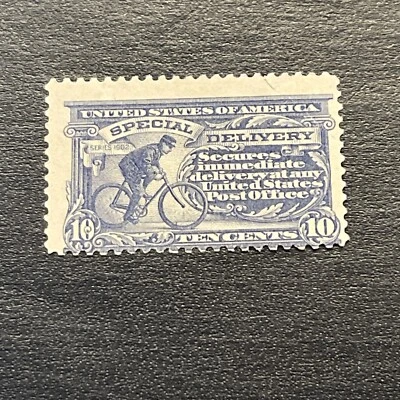 UNITED STATES OF AMERICA
SPECIAL DELIVERY
SERIES 1902
Secures
immediate
delivery at any
United States
Post Office.
10 TEN CENTS 10